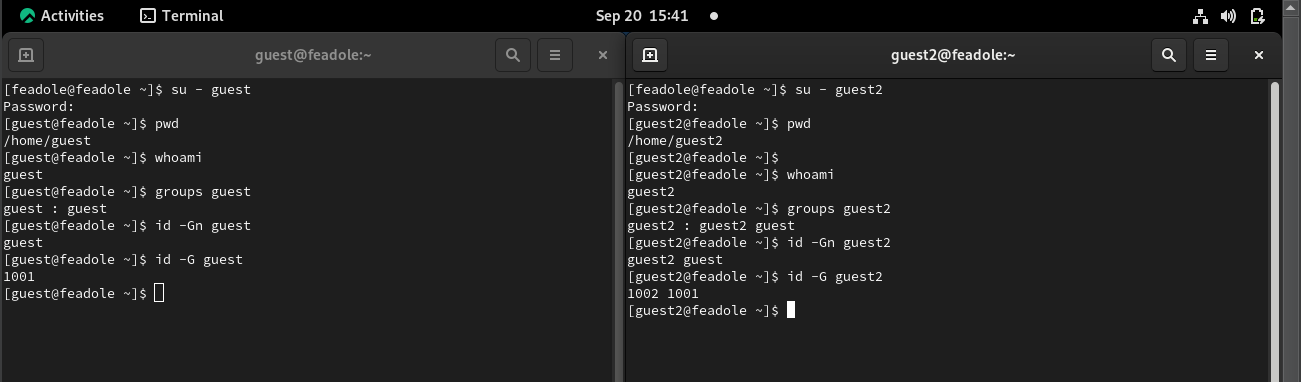 Activities Terminal Sep 20 15:41
guest@feadole:~
[feadole@feadole ~]$ su - guest
Password:
[guest@feadole ~]$ pwd
/home/guest
[guest@feadole ~]$ whoami
guest
[guest@feadole ~]$ groups guest
guest : guest
[guest@feadole ~]$ id -Gn guest
guest
[guest@feadole ~]$ id -G guest
1001
[guest@feadole ~]$
guest2@feadole:~
[feadole@feadole ~]$ su - guest2
Password:
[guest2@feadole ~]$ pwd
/home/guest2
[guest2@feadole ~]$
[guest2@feadole ~]$ whoami
guest2
[guest2@feadole ~]$ groups guest2
guest2 : guest2 guest
[guest2@feadole ~]$ id -Gn guest2
guest2 guest
[guest2@feadole ~]$ id -G guest2
1002 1001
[guest2@feadole ~]$